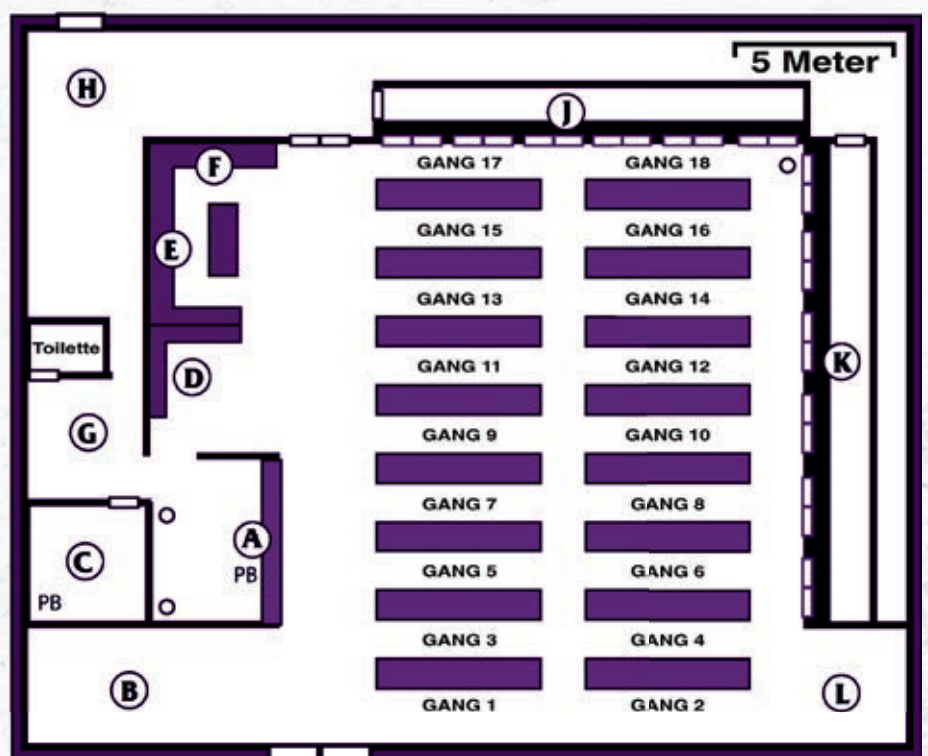 5 Meter
H
J
F
GANG 17 GANG 18
E
GANG 15 GANG 16
GANG 13 GANG 14
Toilette
K
D
GANG 11 GANG 12
G
GANG 9 GANG 10
GANG 7 GANG 8
A
C
PB
PB
GANG 5 GANG 6
GANG 3 GANG 4
B
L
GANG 1 GANG 2